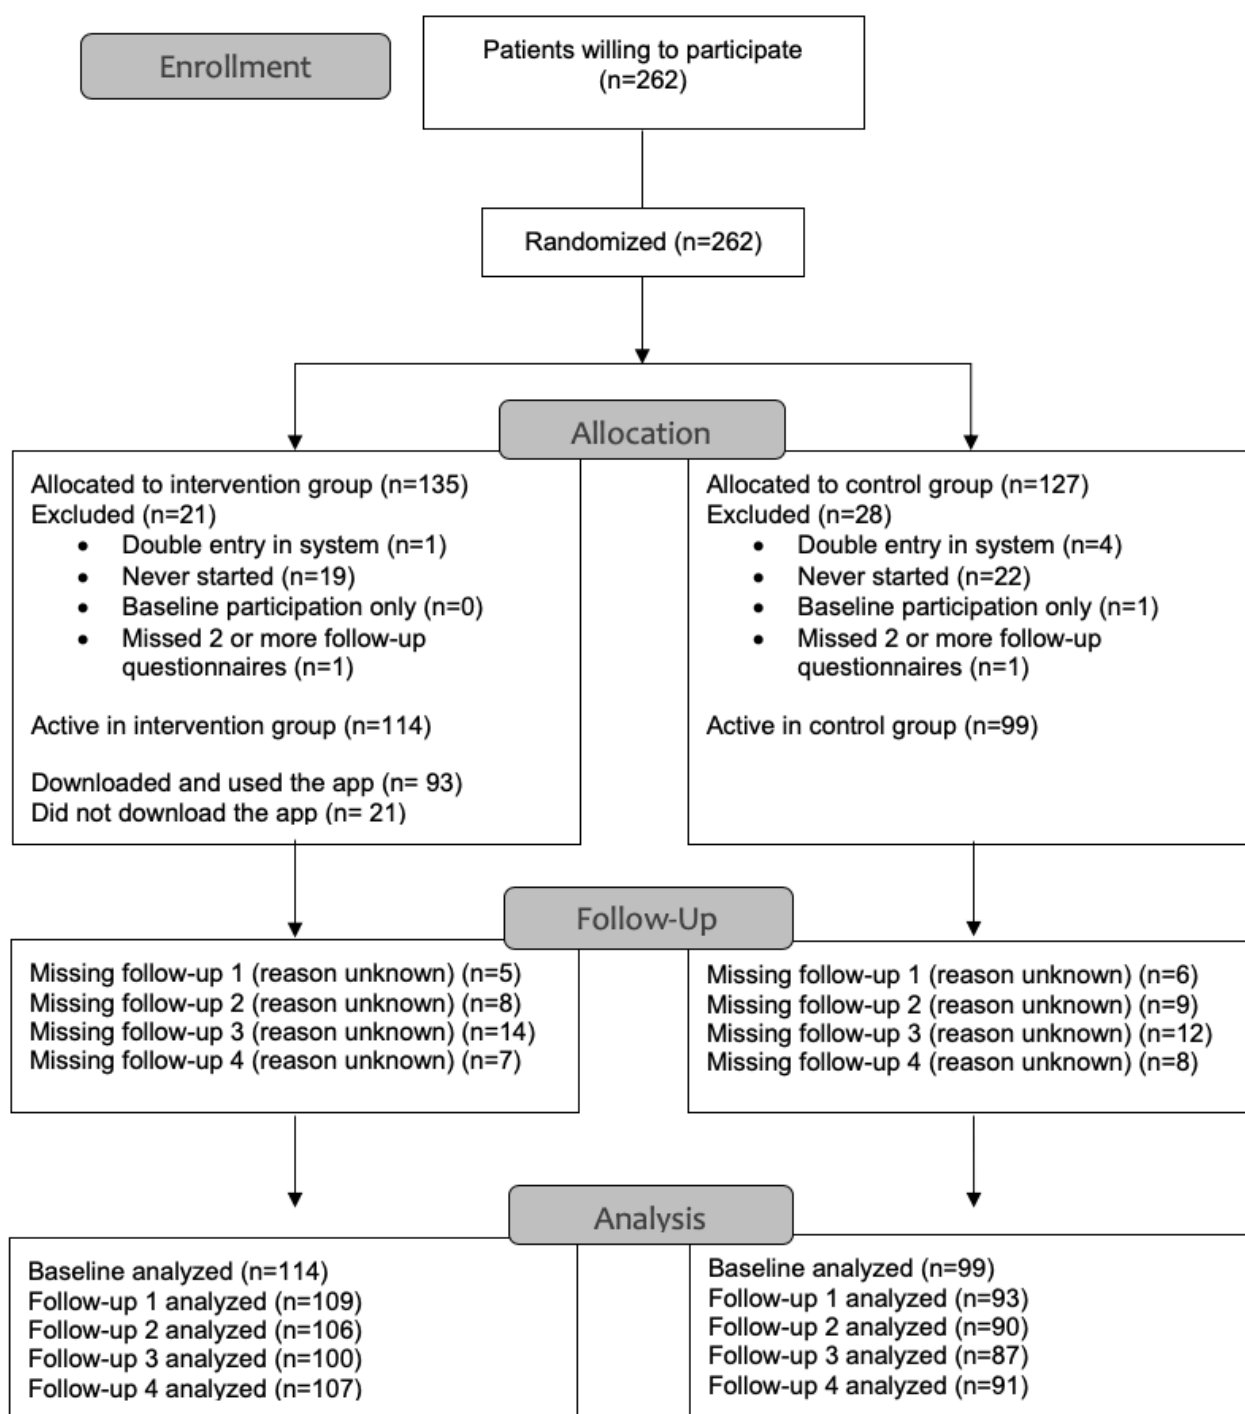 Enrollment
Patients willing to participate
(n=262)
Randomized (n=262)
Allocation
Allocated to intervention group (n=135)
Excluded (n=21)
• Double entry in system (n=1)
• Never started (n=19)
• Baseline participation only (n=0)
• Missed 2 or more follow-up
questionnaires (n=1)
Active in intervention group (n=114)
Downloaded and used the app (n= 93)
Did not download the app (n= 21)
Allocated to control group (n=127)
Excluded (n=28)
• Double entry in system (n=4)
• Never started (n=22)
• Baseline participation only (n=1)
• Missed 2 or more follow-up
questionnaires (n=1)
Active in control group (n=99)
Follow-Up
Missing follow-up 1 (reason unknown) (n=5)
Missing follow-up 2 (reason unknown) (n=8)
Missing follow-up 3 (reason unknown) (n=14)
Missing follow-up 4 (reason unknown) (n=7)
Missing follow-up 1 (reason unknown) (n=6)
Missing follow-up 2 (reason unknown) (n=9)
Missing follow-up 3 (reason unknown) (n=12)
Missing follow-up 4 (reason unknown) (n=8)
Analysis
Baseline analyzed (n=114)
Follow-up 1 analyzed (n=109)
Follow-up 2 analyzed (n=106)
Follow-up 3 analyzed (n=100)
Follow-up 4 analyzed (n=107)
Baseline analyzed (n=99)
Follow-up 1 analyzed (n=93)
Follow-up 2 analyzed (n=90)
Follow-up 3 analyzed (n=87)
Follow-up 4 analyzed (n=91)